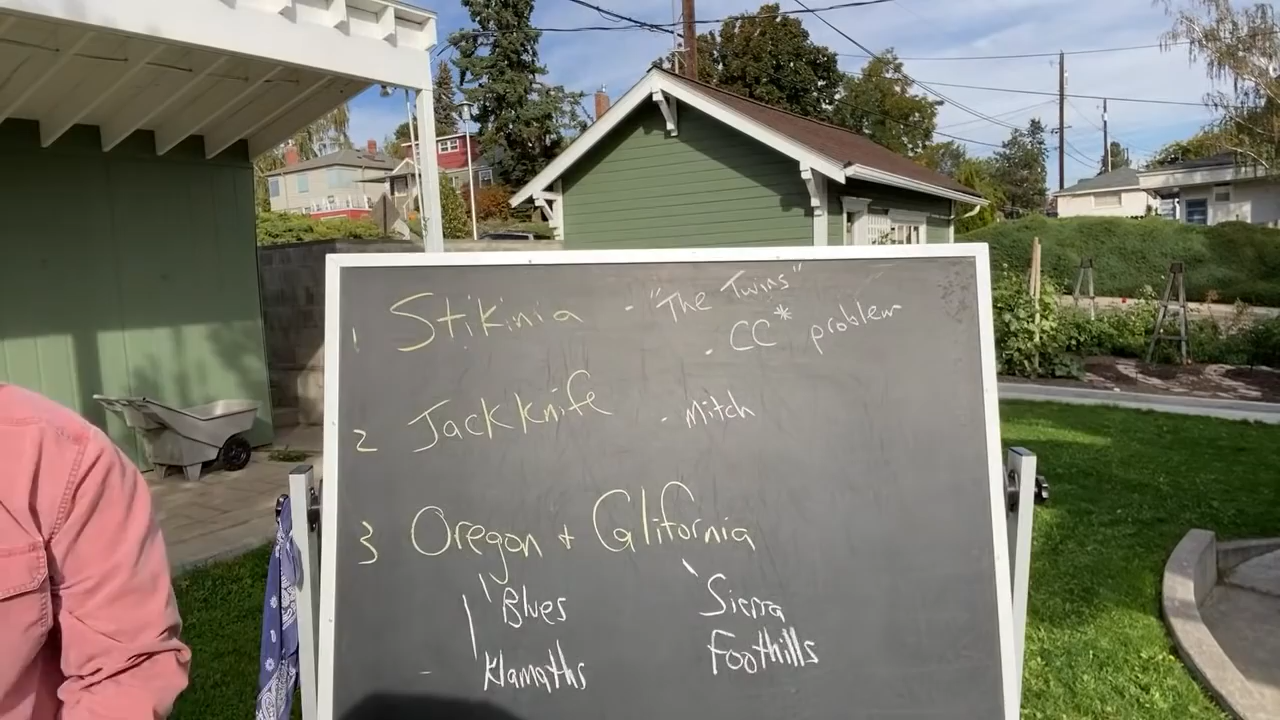 1 Stikinia - "The Twins"
· CC* problem
2 Jackknife - Mitch
3 Oregon + California
Blues Sierra
Klamaths Foothills